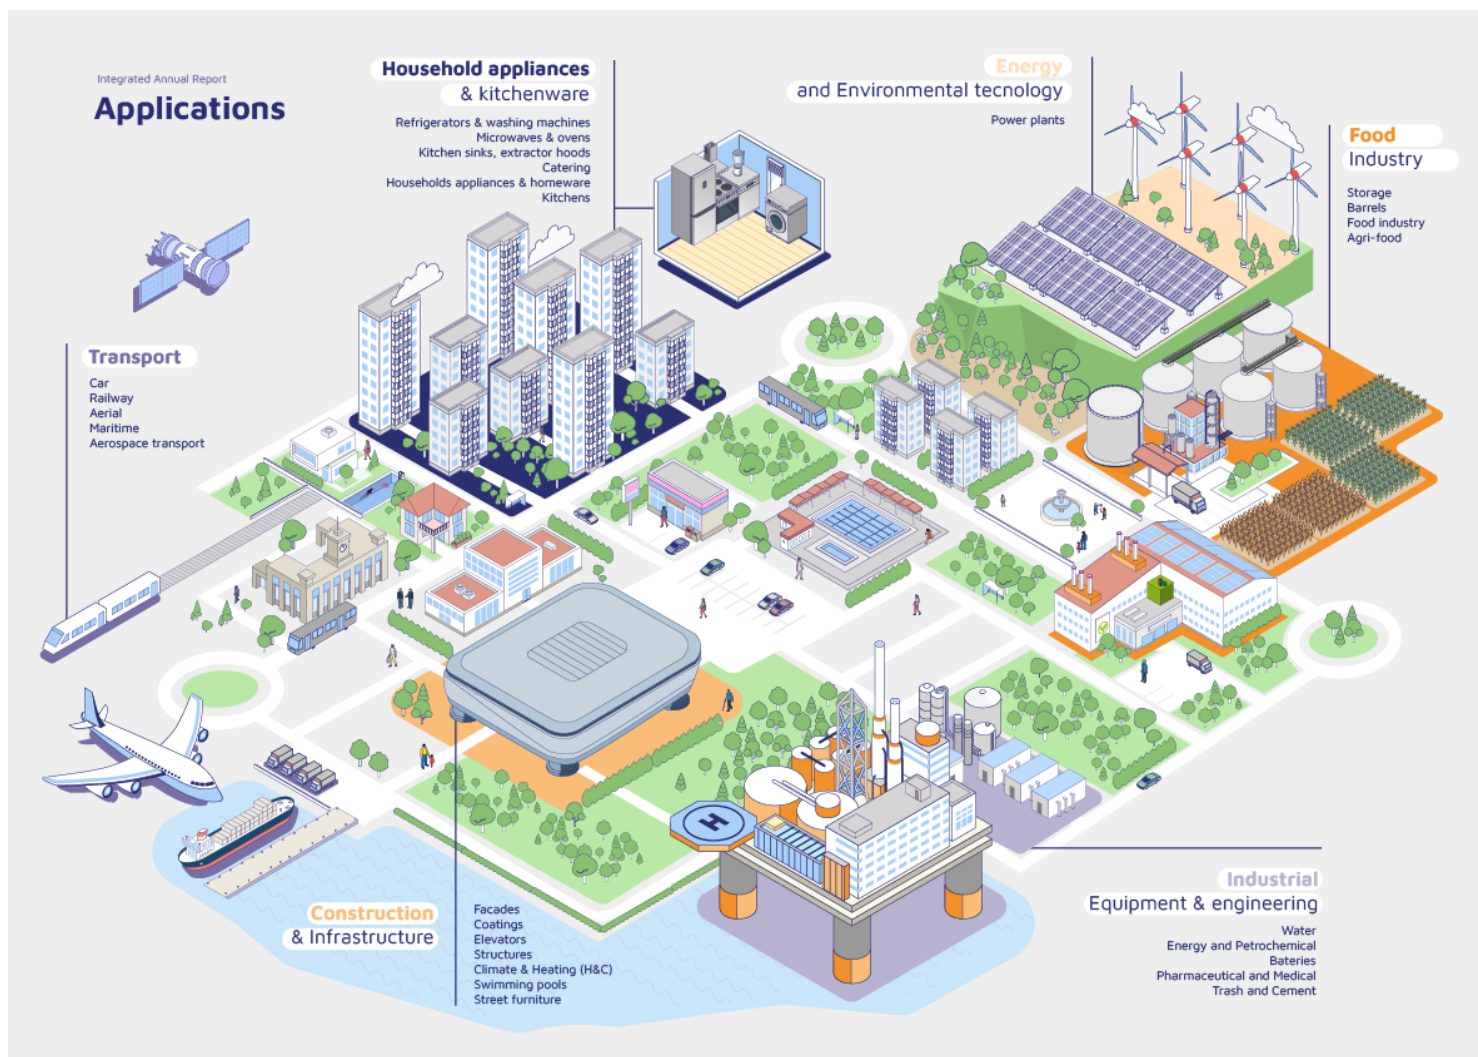 Integrated Annual Report
Applications
Household appliances
& kitchenware
Refrigerators & washing machines
Microwaves & ovens
Kitchen sinks, extractor hoods
Catering
Households appliances & homeware
Kitchens
Energy
and Environmental tecnology
Power plants
Food
Industry
Storage
Barrels
Food industry
Agri-food
Transport
Car
Railway
Aerial
Maritime
Aerospace transport
H
Construction
& Infrastructure
Facades
Coatings
Elevators
Structures
Climate & Heating (H&C)
Swimming pools
Street furniture
Industrial
Equipment & engineering
Water
Energy and Petrochemical
Bateries
Pharmaceutical and Medical
Trash and Cement